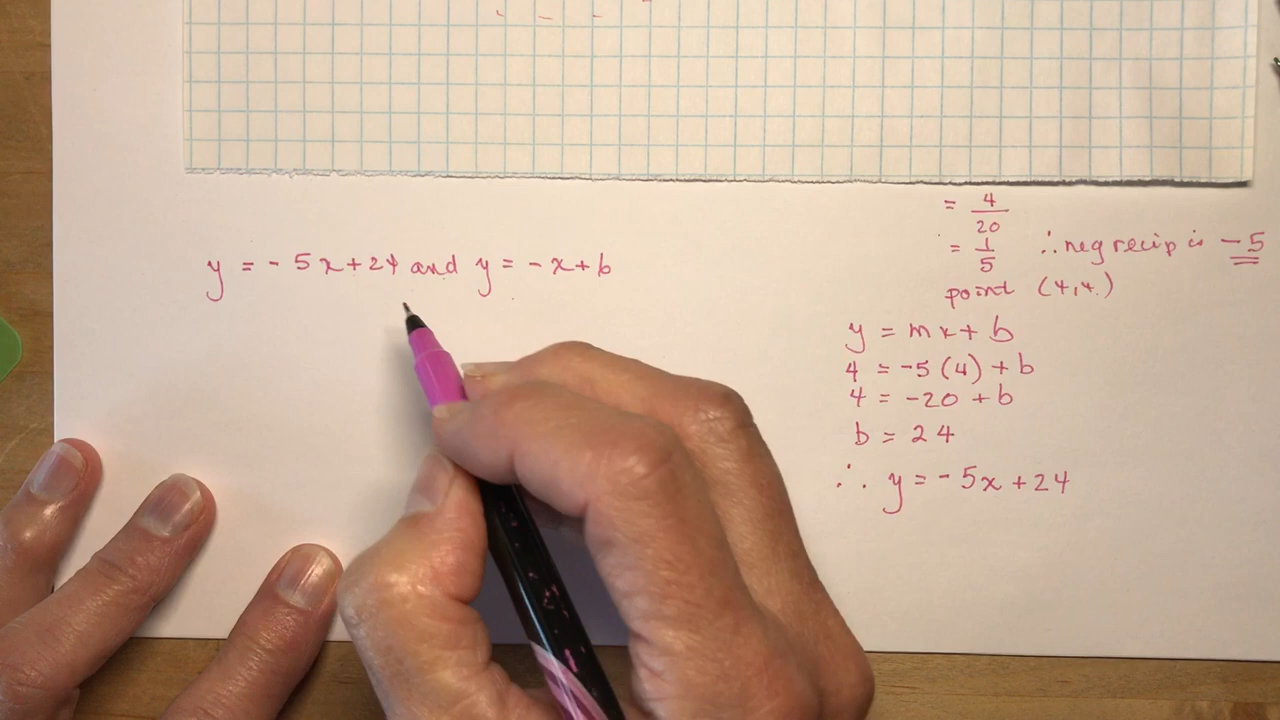 y = - 5x+24 and y = - x+b
= 4/20
= 1/5 ∴ neg recip is -5
point (4,4)
y = mx + b
4 = -5(4) + b
4 = -20 + b
b = 24
∴ y = -5x + 24